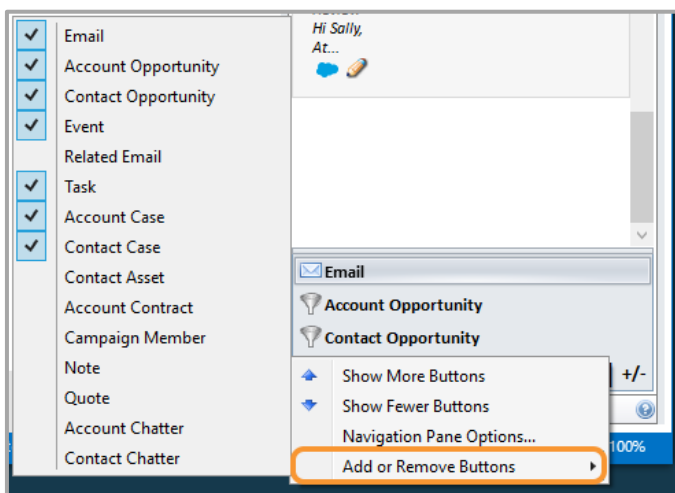 Email
Account Opportunity
Contact Opportunity
Event
Related Email
Task
Account Case
Contact Case
Contact Asset
Account Contract
Campaign Member
Note
Quote
Account Chatter
Contact Chatter
Hi Sally,
At...
Email
Account Opportunity
Contact Opportunity
+/-
Show More Buttons
Show Fewer Buttons
Navigation Pane Options...
Add or Remove Buttons
100%